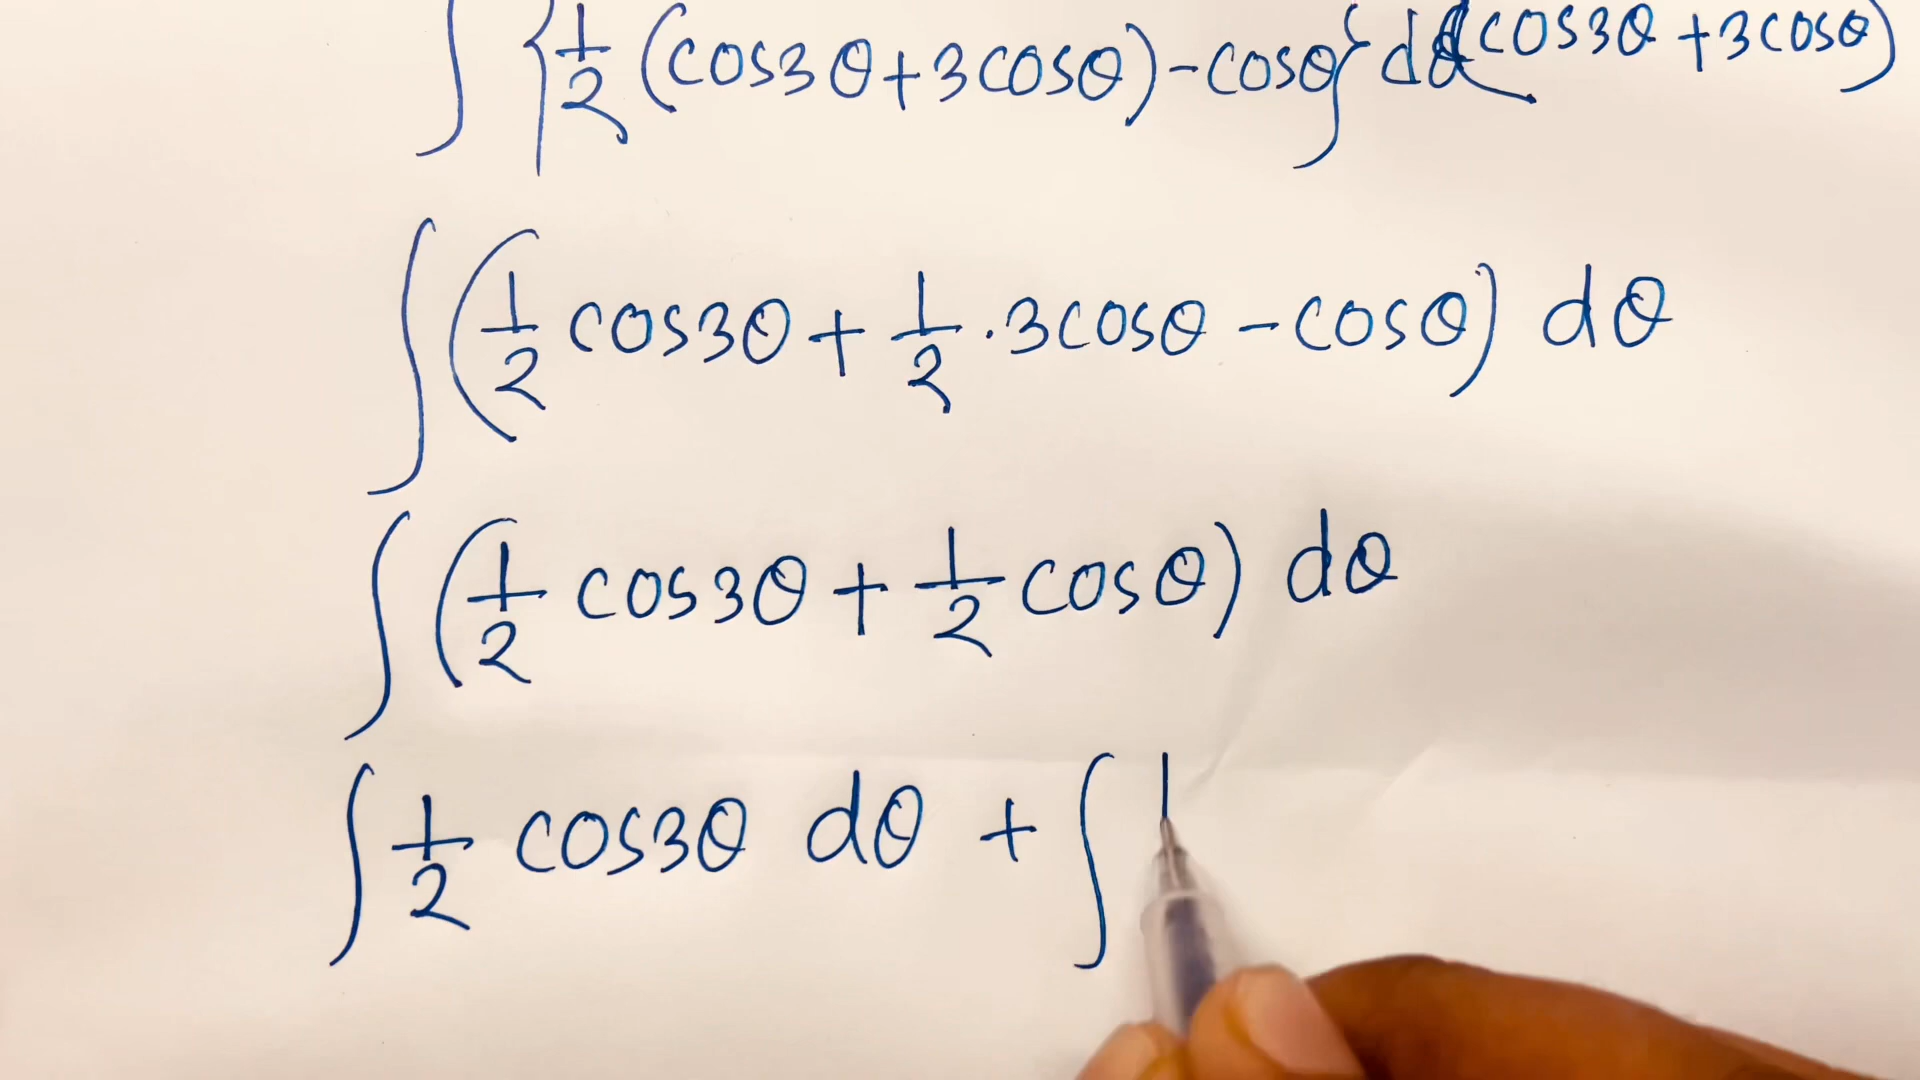 ∫ {1/2 (cos3θ+3cosθ)-cosθ} dθ cos3θ+3cosθ)
∫ (1/2 cos3θ + 1/2 .3cosθ - cosθ) dθ
∫ (1/2 cos3θ + 1/2 cosθ) dθ
∫ 1/2 cos3θ dθ + ∫ 1